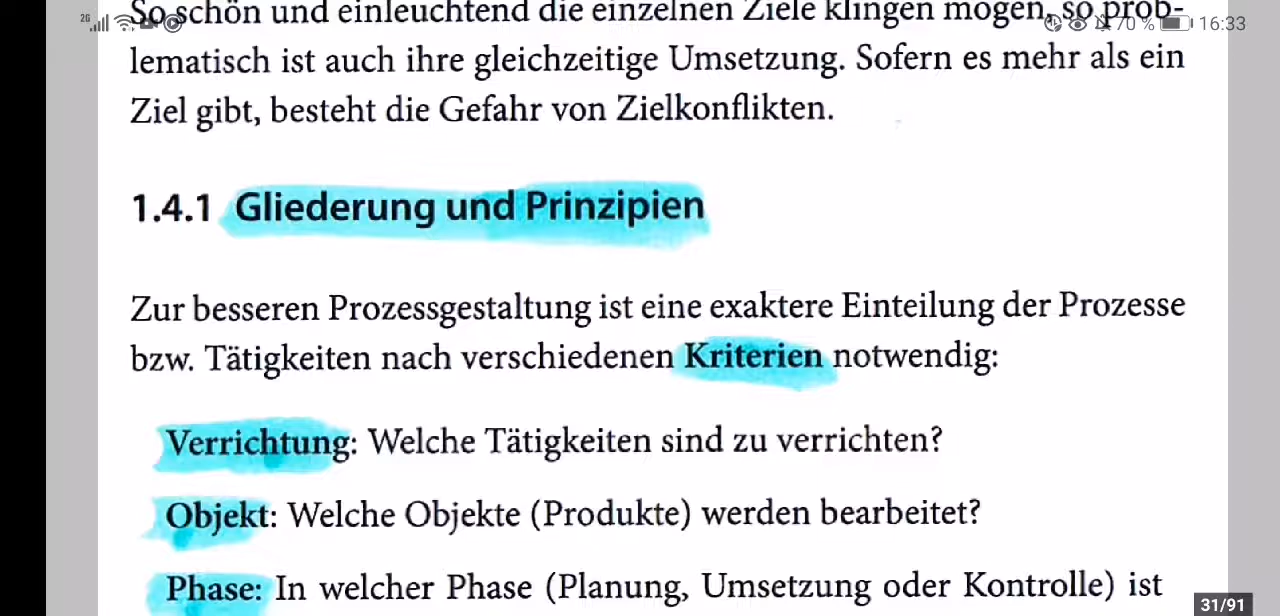 So schön und einleuchtend die einzelnen Ziele klingen mögen, so prob-
26 70 % 16:33
lematisch ist auch ihre gleichzeitige Umsetzung. Sofern es mehr als ein
Ziel gibt, besteht die Gefahr von Zielkonflikten.
1.4.1 Gliederung und Prinzipien
Zur besseren Prozessgestaltung ist eine exaktere Einteilung der Prozesse
bzw. Tätigkeiten nach verschiedenen Kriterien notwendig:
Verrichtung: Welche Tätigkeiten sind zu verrichten?
Objekt: Welche Objekte (Produkte) werden bearbeitet?
Phase: In welcher Phase (Planung, Umsetzung oder Kontrolle) ist
31/91